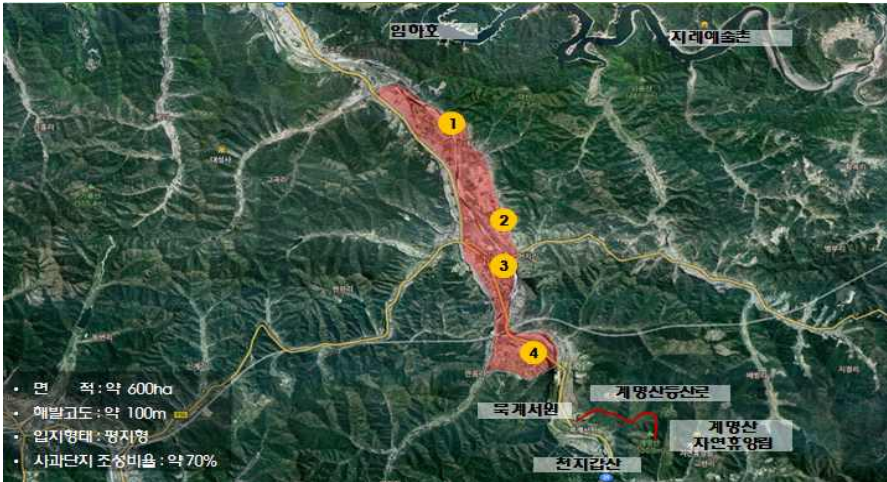 임하호
지례예술촌
대성사
1
2
3
4
• 면 적 : 약 600ha
• 해발고도 : 약 100m
• 입지형태 : 평지형
• 사과단지 조성비율 : 약 70%
묵계서원
계명산등산로
계명산
자연휴양림
천지갑산